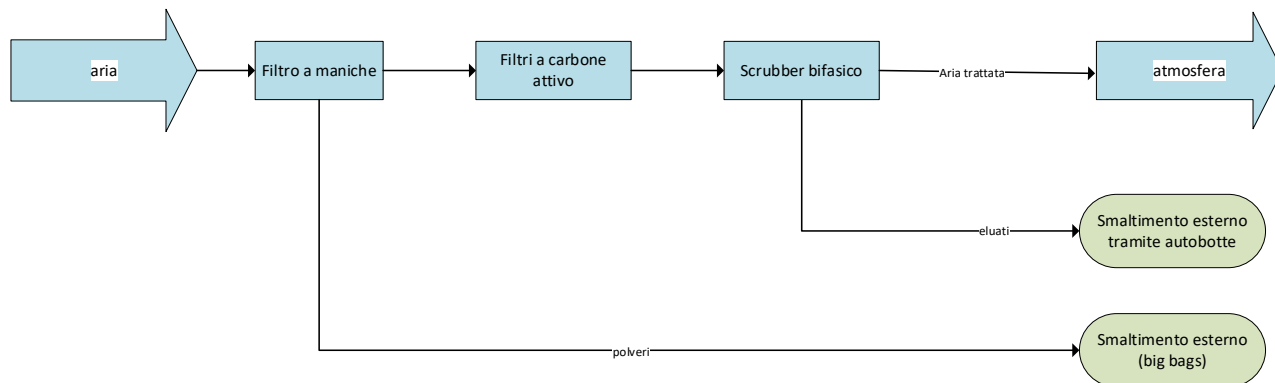 aria
Filtro a maniche
Filtri a carbone
attivo
Scrubber bifasico
Aria trattata
atmosfera
Smaltimento esterno
tramite autobotte
eluati
Smaltimento esterno
(big bags)
polveri